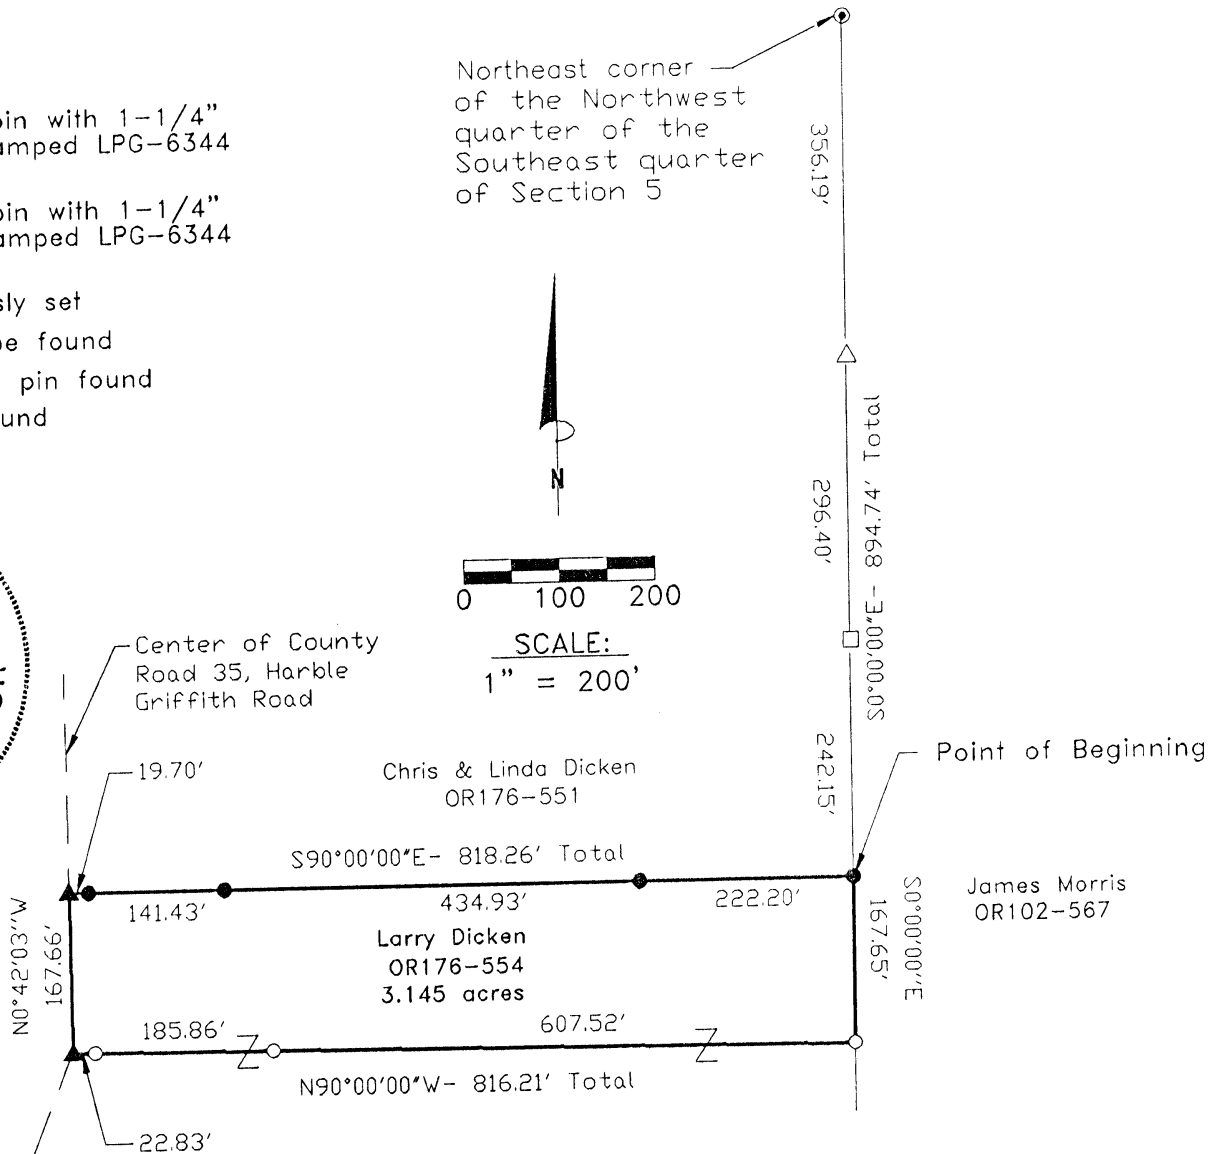 Northeast corner
of the Northwest
quarter of the
Southeast quarter
of Section 5
pin with 1-1/4"
amped LPG-6344
pin with 1-1/4"
amped LPG-6344
sly set
pe found
pin found
und
356.19'
296.40'
S0°00'00"E- 894.74' Total
242.15'
N
0 100 200
SCALE:
1" = 200'
Center of County
Road 35, Harble
Griffith Road
19.70'
Chris & Linda Dicken
OR176-551
Point of Beginning
S90°00'00"E- 818.26' Total
141.43'
434.93'
222.20'
James Morris
OR102-567
S0°00'00"E
167.65'
N0°42'03"W
167.66'
Larry Dicken
OR176-554
3.145 acres
185.86'
607.52'
N90°00'00"W- 816.21' Total
22.83'